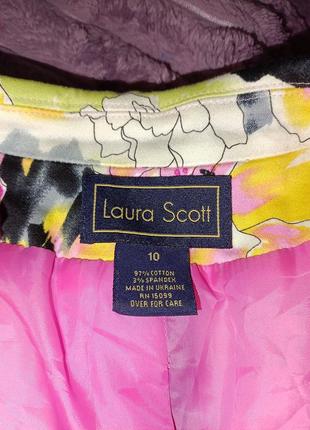 Laura Scott
10
97% COTTON
3% SPANDEX
MADE IN UKRAINE
RN 15099
OVER FOR CARE